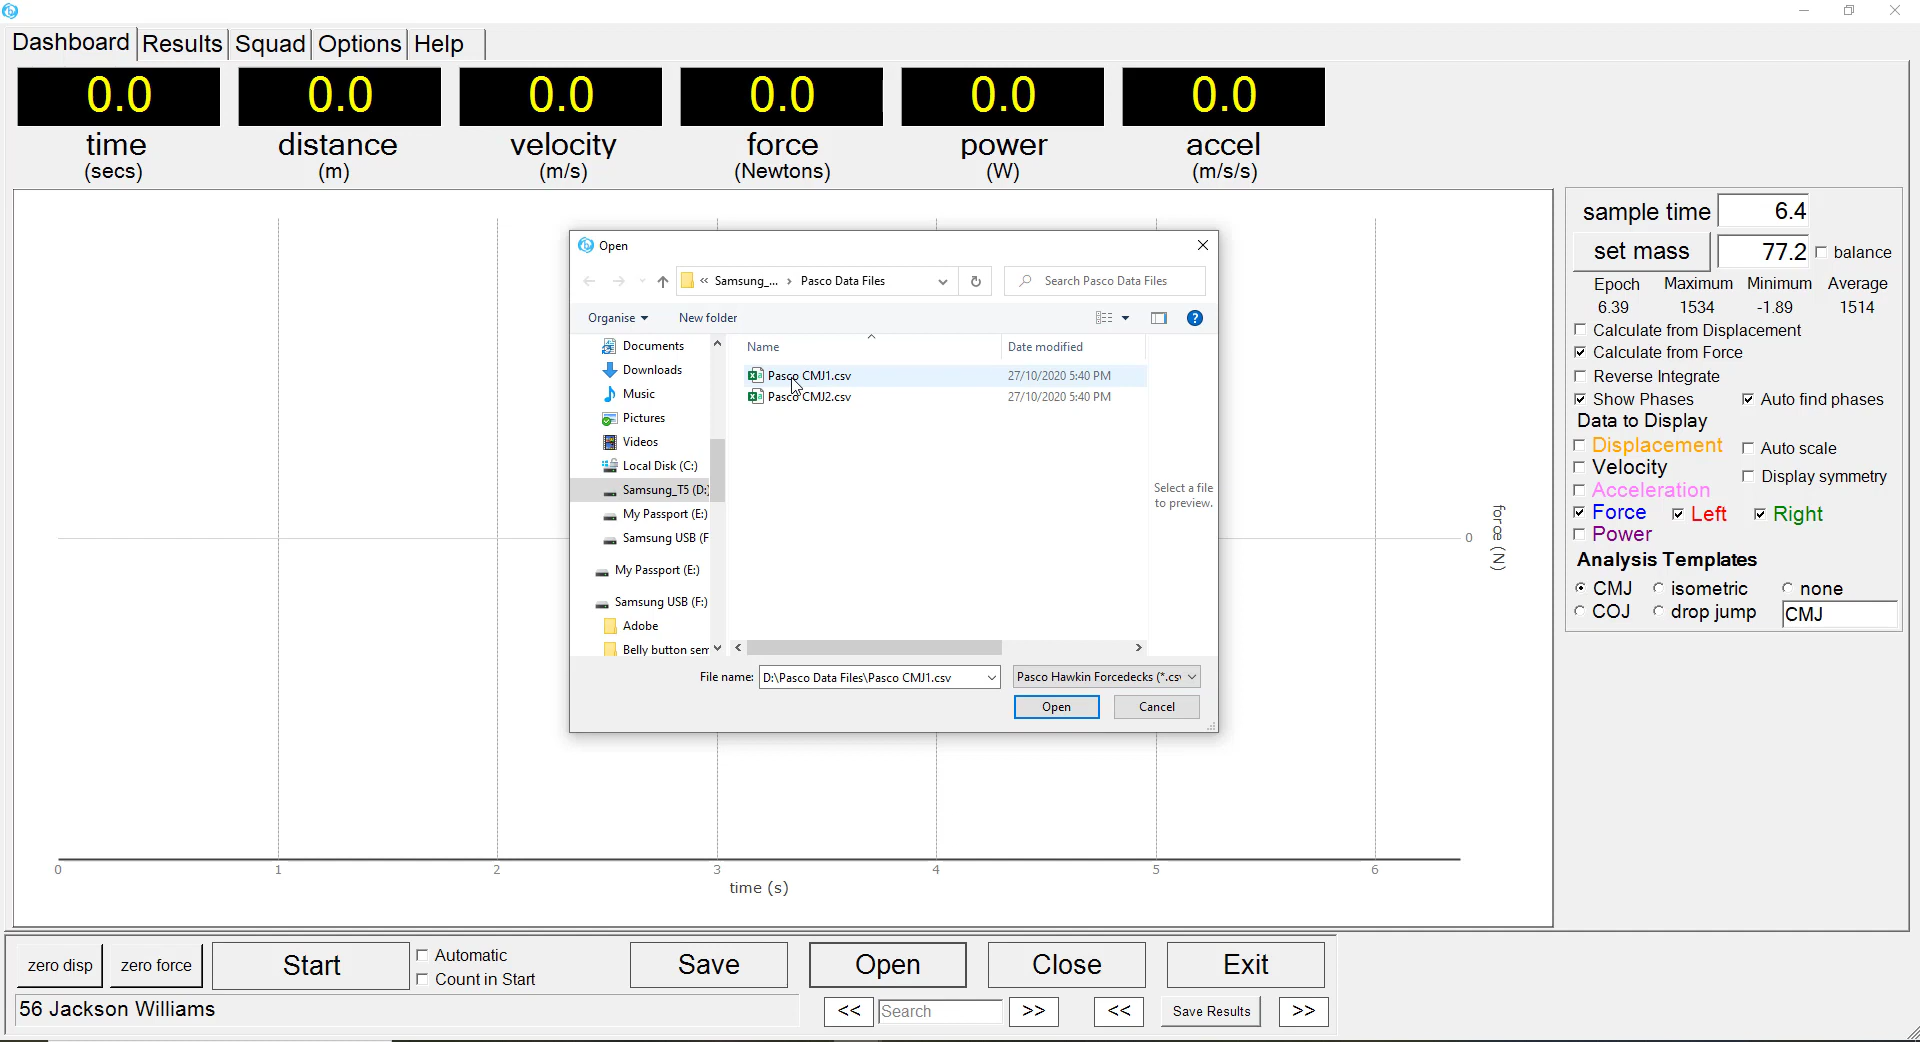 Dashboard Results Squad Options Help
0.0 0.0 0.0 0.0 0.0 0.0
time distance velocity force power accel
(secs) (m) (m/s) (Newtons) (W) (m/s/s)
sample time 6.4
set mass 77.2 balance
Epoch Maximum Minimum Average
6.39 1534 -1.89 1514
Calculate from Displacement
Calculate from Force
Reverse Integrate
Show Phases Auto find phases
Data to Display
Displacement Auto scale
Velocity
Display symmetry
Acceleration
Force Left Right
Power
Analysis Templates
CMJ isometric none
COJ drop jump CMJ
Open
« Samsung_... › Pasco Data Files
Search Pasco Data Files
Organise New folder
Documents
Downloads
Music
Pictures
Videos
Local Disk (C:)
Samsung_T5 (D:)
My Passport (E:)
Samsung USB (F
My Passport (E:)
Samsung USB (F:)
Adobe
Belly button sem
Name Date modified
Pasco CMJ1.csv 27/10/2020 5:40 PM
Pasco CMJ2.csv 27/10/2020 5:40 PM
Select a file
to preview.
File name: D:\Pasco Data Files\Pasco CMJ1.csv Pasco Hawkin Forcedecks (*.csv
Open Cancel
0
force (N)
0 1 2 3 4 5 6
time (s)
zero disp zero force Start
Automatic
Count in Start
Save Open Close Exit
56 Jackson Williams
<< Search >> << Save Results >>